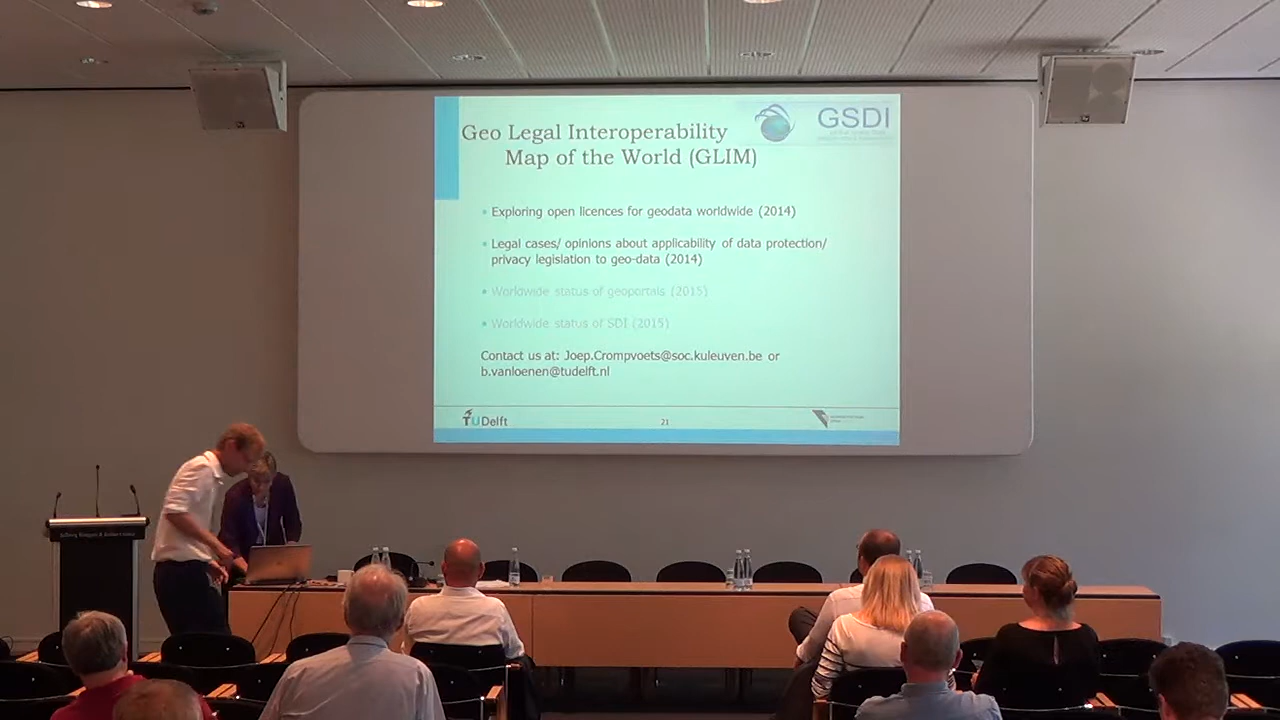 Geo Legal Interoperability
Map of the World (GLIM)
GSDI
• Exploring open licences for geodata worldwide (2014)
• Legal cases/ opinions about applicability of data protection/
privacy legislation to geo-data (2014)
• Worldwide status of geoportals (2015)
• Worldwide status of SDI (2015)
Contact us at: Joep.Crompvoets@soc.kuleuven.be or
b.vanloenen@tudelft.nl
TUDelft
21